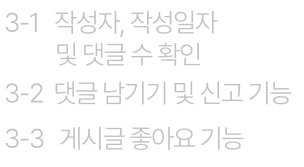 3-1 작성자, 작성일자
및 댓글 수 확인
3-2 댓글 남기기 및 신고 기능
3-3 게시글 좋아요 기능